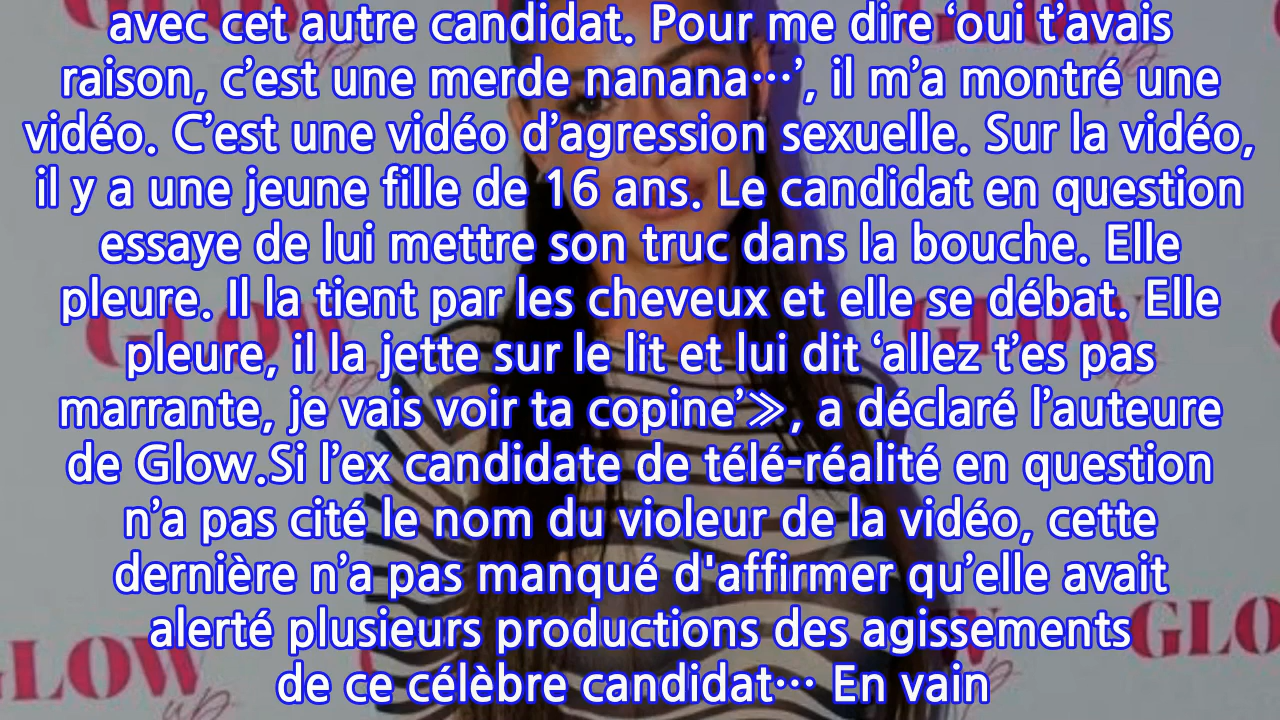 avec cet autre candidat. Pour me dire ‘oui t’avais
raison, c’est une merde nanana…’, il m’a montré une
vidéo. C’est une vidéo d’agression sexuelle. Sur la vidéo,
il y a une jeune fille de 16 ans. Le candidat en question
essaye de lui mettre son truc dans la bouche. Elle
pleure. Il la tient par les cheveux et elle se débat. Elle
pleure, il la jette sur le lit et lui dit ‘allez t’es pas
marrante, je vais voir ta copine’≫, a déclaré l’auteure
de Glow.Si l’ex candidate de télé-réalité en question
n’a pas cité le nom du violeur de la vidéo, cette
dernière n’a pas manqué d'affirmer qu’elle avait
alerté plusieurs productions des agissements
de ce célèbre candidat… En vain
GLOW up
GLOW
GLOW up
GLO